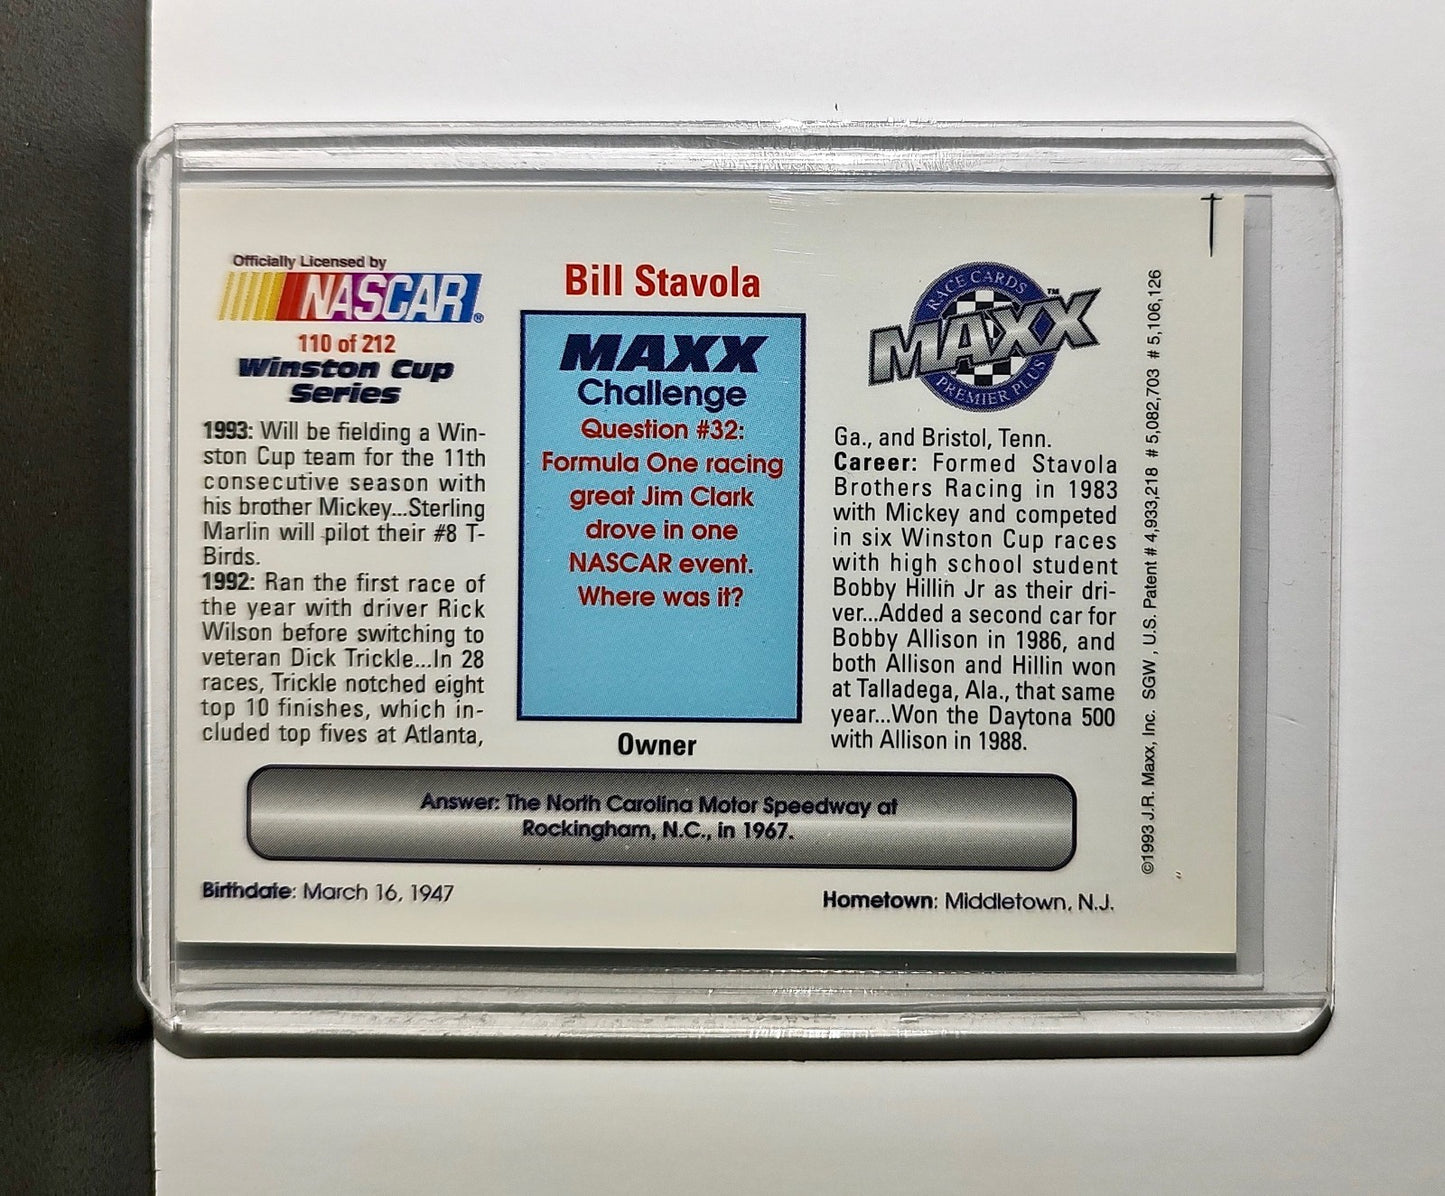 Officially Licensed by
NASCAR®
110 of 212
Winston Cup
Series
1993: Will be fielding a Win-
ston Cup team for the 11th
consecutive season with
his brother Mickey...Sterling
Marlin will pilot their #8 T-
Birds.
1992: Ran the first race of
the year with driver Rick
Wilson before switching to
veteran Dick Trickle...In 28
races, Trickle notched eight
top 10 finishes, which in-
cluded top fives at Atlanta,
Bill Stavola
MAXX
Challenge
Question #32:
Formula One racing
great Jim Clark
drove in one
NASCAR event.
Where was it?
Owner
RACE CARDS
MAXX™
PREMIER PLUS
Ga., and Bristol, Tenn.
Career: Formed Stavola
Brothers Racing in 1983
with Mickey and competed
in six Winston Cup races
with high school student
Bobby Hillin Jr as their dri-
ver...Added a second car for
Bobby Allison in 1986, and
both Allison and Hillin won
at Talladega, Ala., that same
year...Won the Daytona 500
with Allison in 1988.
Answer: The North Carolina Motor Speedway at
Rockingham, N.C., in 1967.
Birthdate: March 16, 1947
Hometown: Middletown, N.J.
©1993 J.R. Maxx, Inc. SGW , U.S. Patent # 4,933,218 # 5,082,703 # 5,106,126